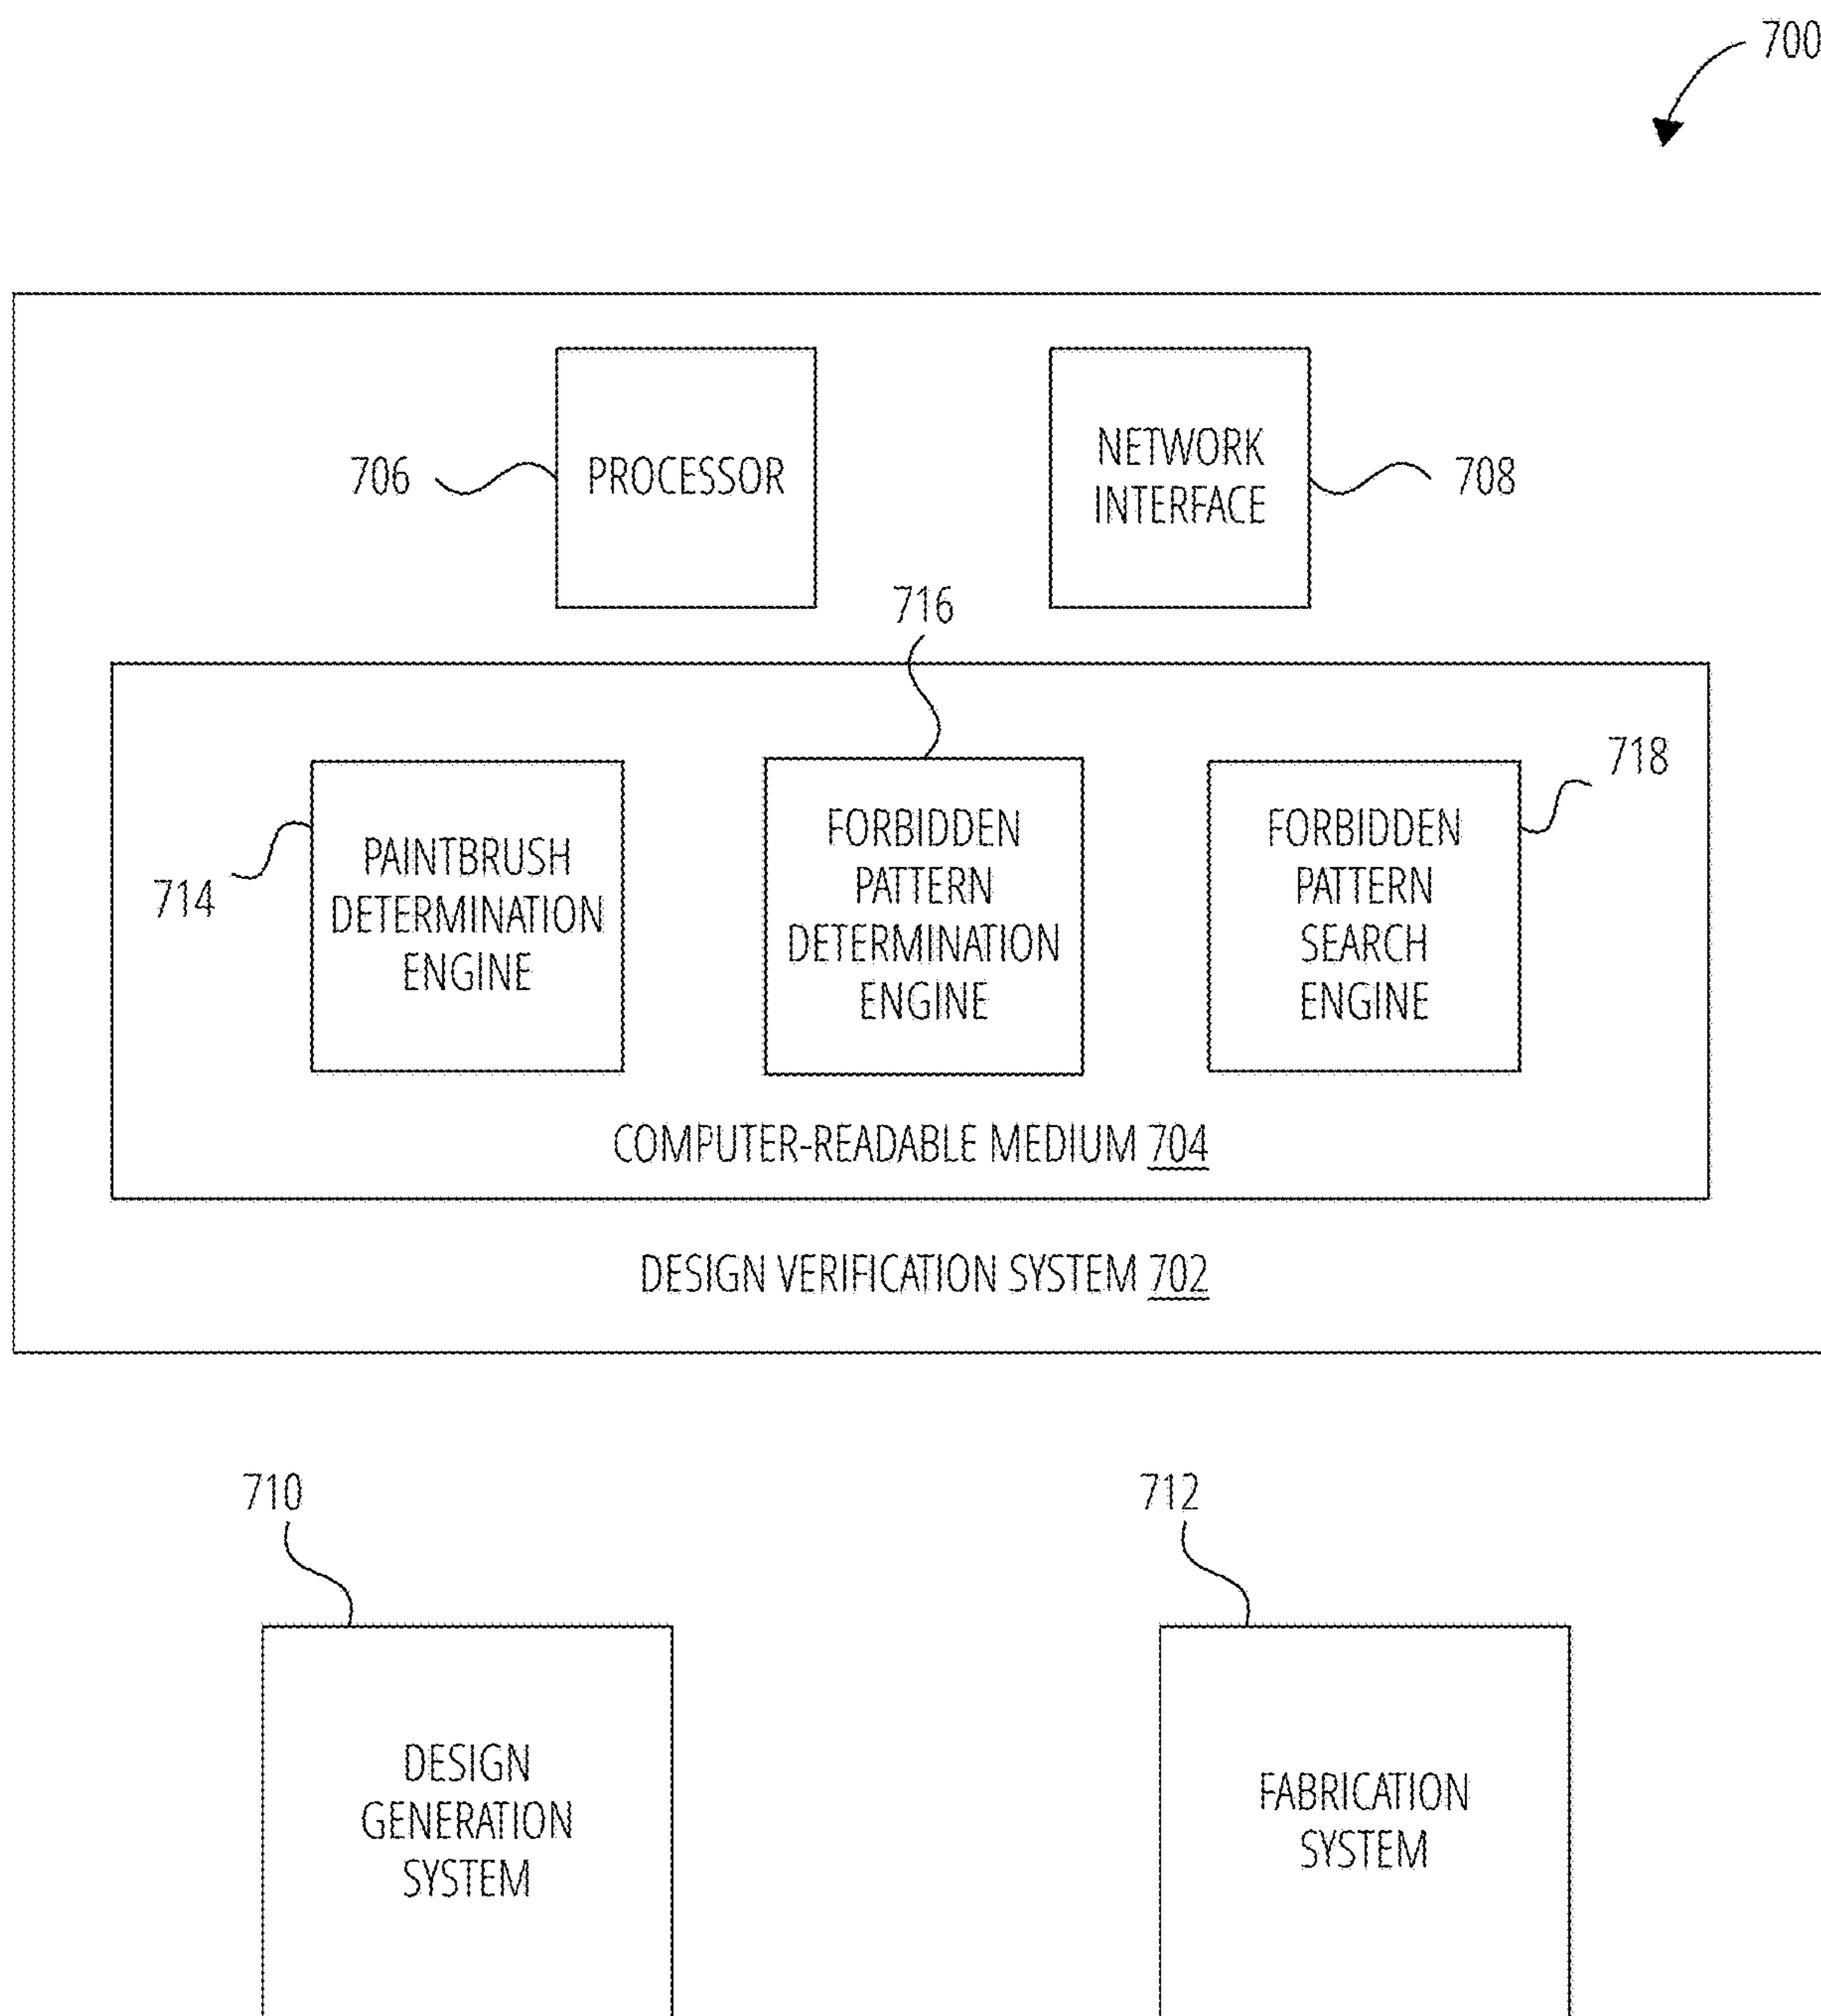 700
706
PROCESSOR
NETWORK
INTERFACE
708
716
714
PAINTBRUSH
DETERMINATION
ENGINE
FORBIDDEN
PATTERN
DETERMINATION
ENGINE
FORBIDDEN
PATTERN
SEARCH
ENGINE
718
COMPUTER-READABLE MEDIUM 704
DESIGN VERIFICATION SYSTEM 702
710
712
DESIGN
GENERATION
SYSTEM
FABRICATION
SYSTEM